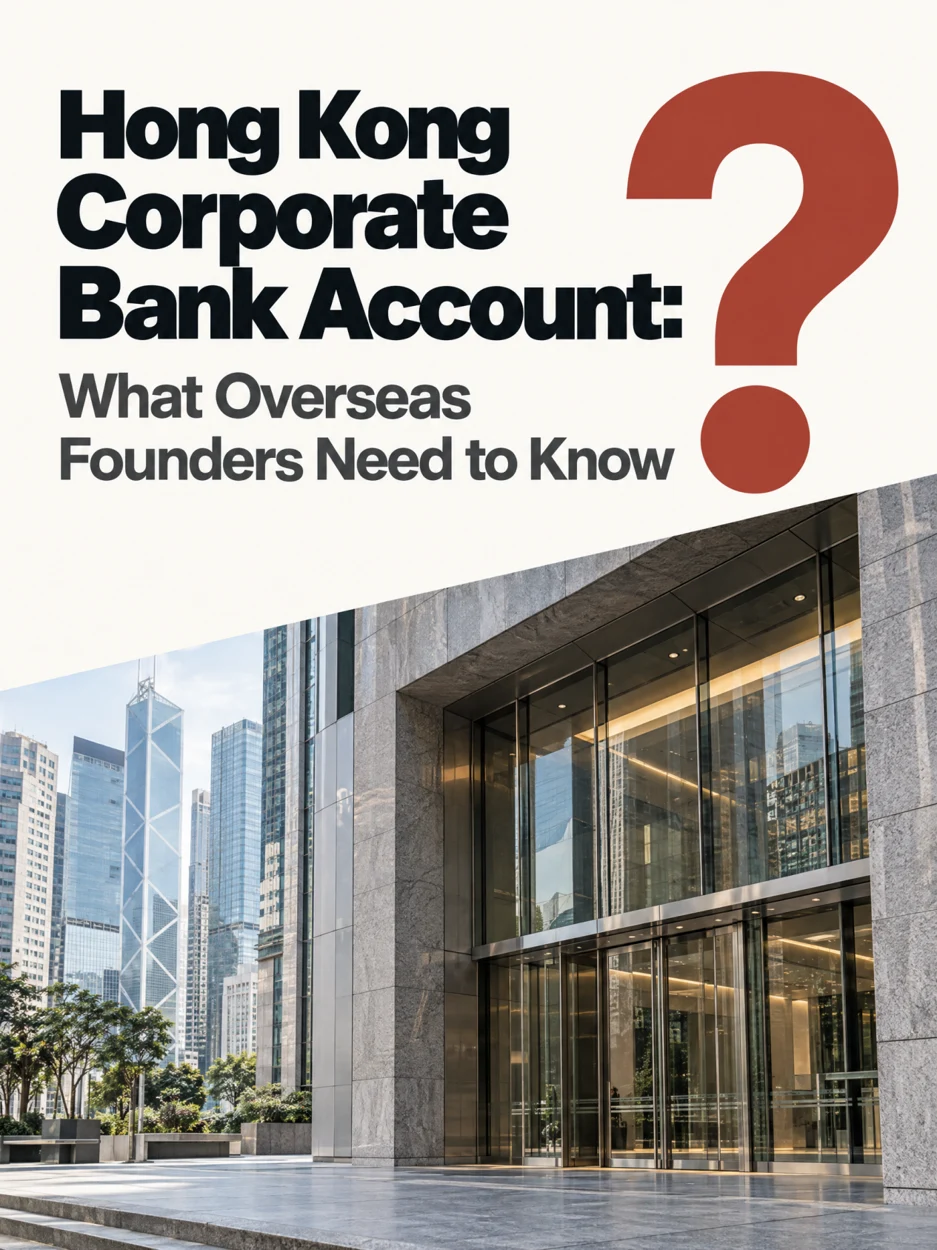 Hong Kong
Corporate
Bank Account:
What Overseas
Founders Need to Know
?